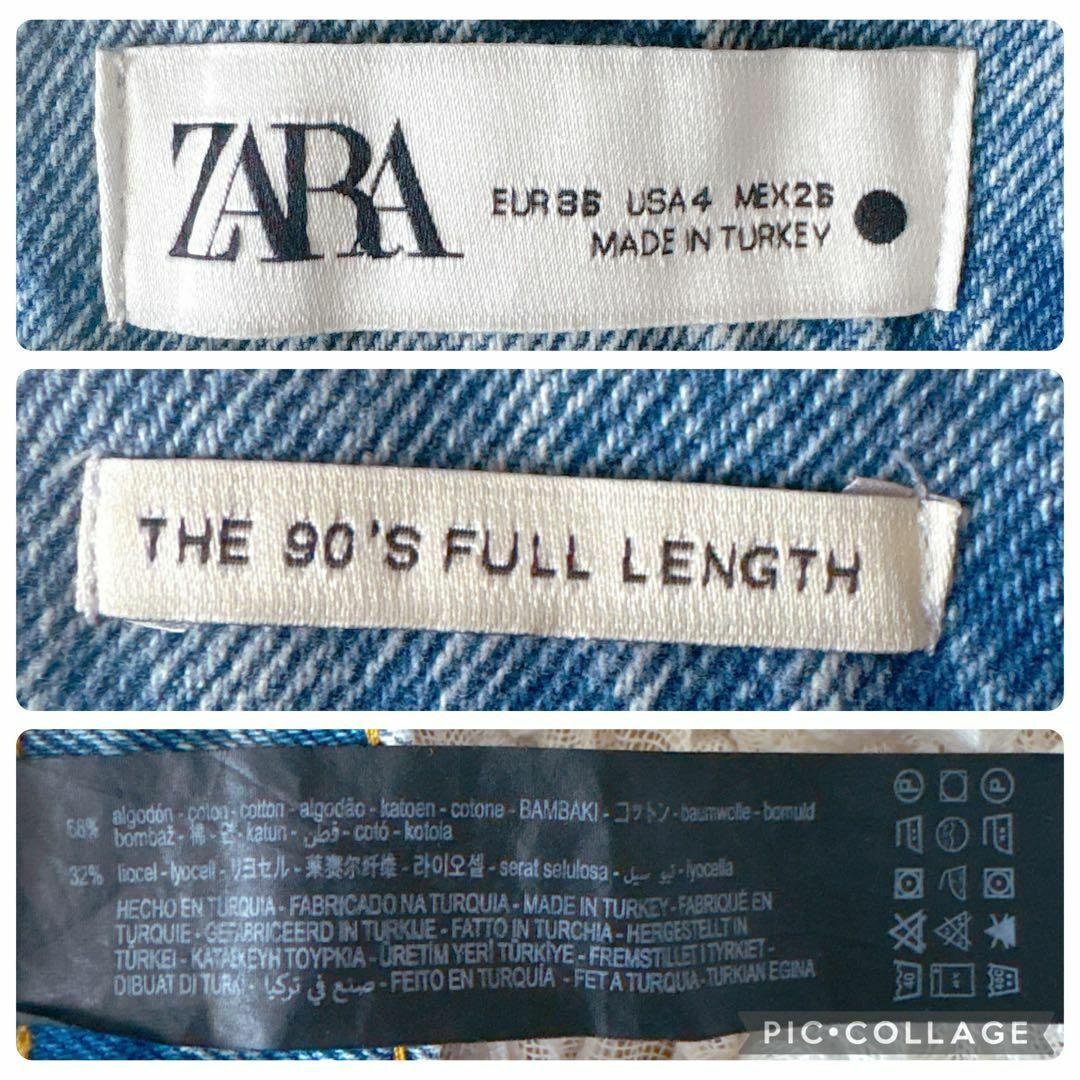 ZARA
EUR 36 USA 4 MEX 26
MADE IN TURKEY
THE 90'S FULL LENGTH
68% algodón - coton - cotton - algodão - katoen - cotone - BAMBAKI - コットン - baumwolle - bomuld
bombaž - 棉 - 면 - katun - قطن - cotó - kotoia
32% liocel - lyocell - リヨセル - 莱赛尔纤维 - 라이오셀 - serat selulosa - ليو سيل - lyocelia
HECHO EN TURQUIA - FABRICADO NA TURQUIA - MADE IN TURKEY - FABRIQUÉ EN
TURQUIE - GEFABRICEERD IN TURKIJE - FATTO IN TURCHIA - HERGESTELLT IN
TÜRKEI - ΚΑΤΑΣΚΕΥΗ ΤΟΥΡΚΙΑ - ÜRETİM YERİ TÜRKİYE - FREMSTILLET I TYRKIET -
DIBUAT DI TURKI - صنع في تركيا - FEITO EN TURQUÍA - FET A TURQUIA - TURKIAN EGINA
PIC•COLLAGE